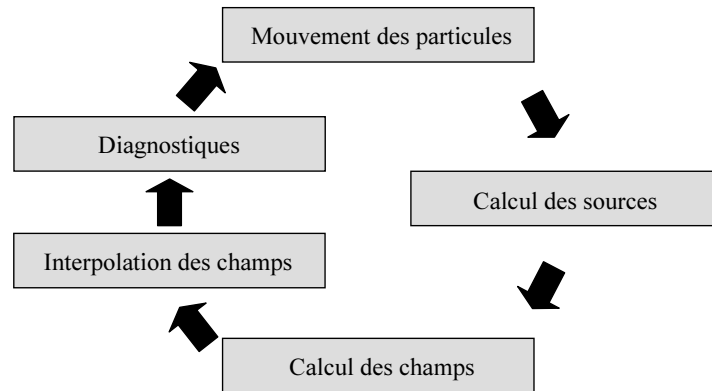 Mouvement des particules
Diagnostiques
Calcul des sources
Interpolation des champs
Calcul des champs